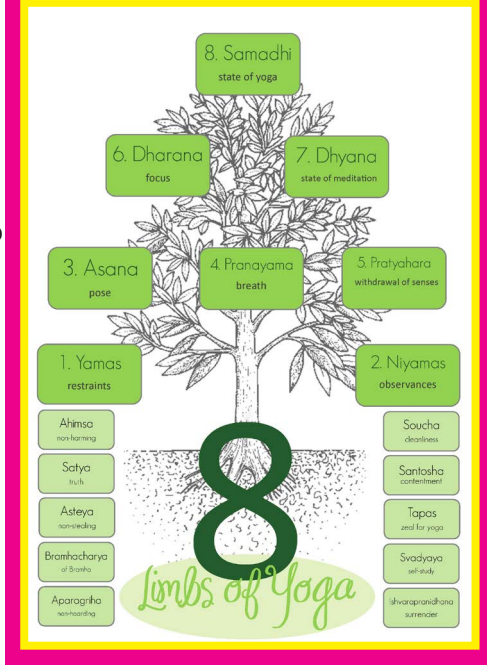 8. Samadhi
state of yoga
6. Dharana
focus
7. Dhyana
state of meditation
3. Asana
pose
4. Pranayama
breath
5. Pratyahara
withdrawal of senses
1. Yamas
restraints
2. Niyamas
observances
Ahimsa
non-harming
Satya
truth
Asteya
non-stealing
Bramhacharya
of Bramha
Aparagriha
non-hoarding
Soucha
cleanliness
Santosha
contentment
Tapas
zeal for yoga
Svadyaya
self-study
Ishvarapranidhana
surrender
8
Limbs of Yoga